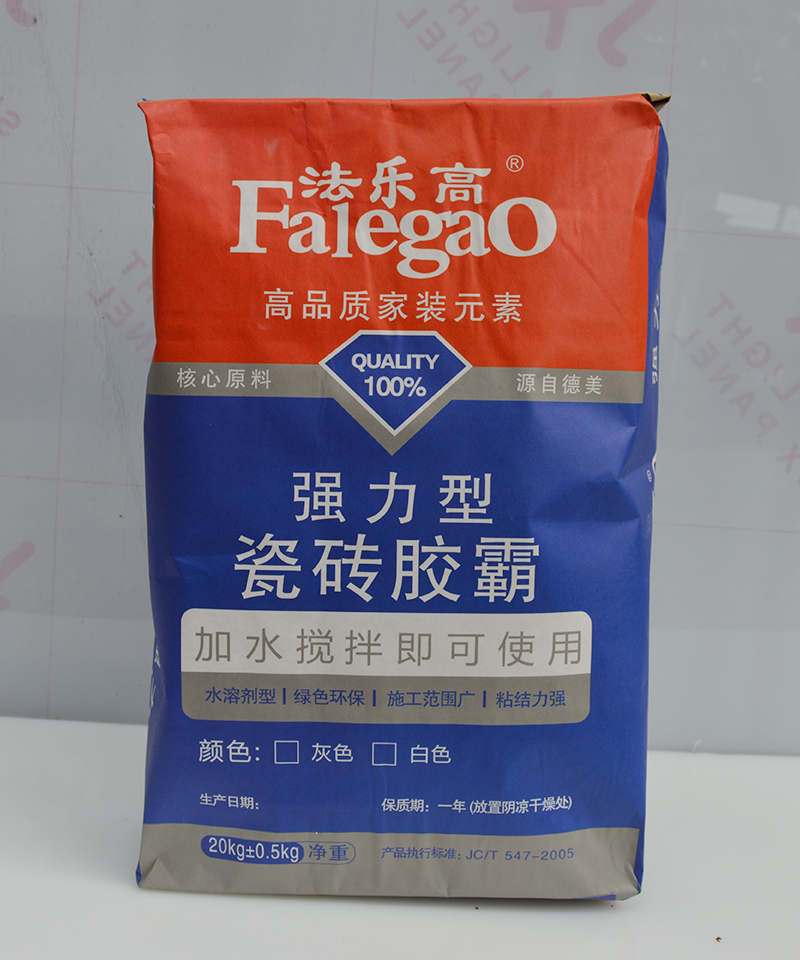 法乐高®
Falegao
高品质家装元素
QUALITY
100%
核心原料
源自德美
强力型
瓷砖胶霸
加水搅拌即可使用
水溶剂型 | 绿色环保 | 施工范围广 | 粘结力强
颜色: □ 灰色 □ 白色
生产日期:
保质期: 一年 (放置阴凉干燥处)
20kg±0.5kg 净重
产品执行标准: JC/T 547-2005
LIGHT
PANEL
LIGHT
X PANEL